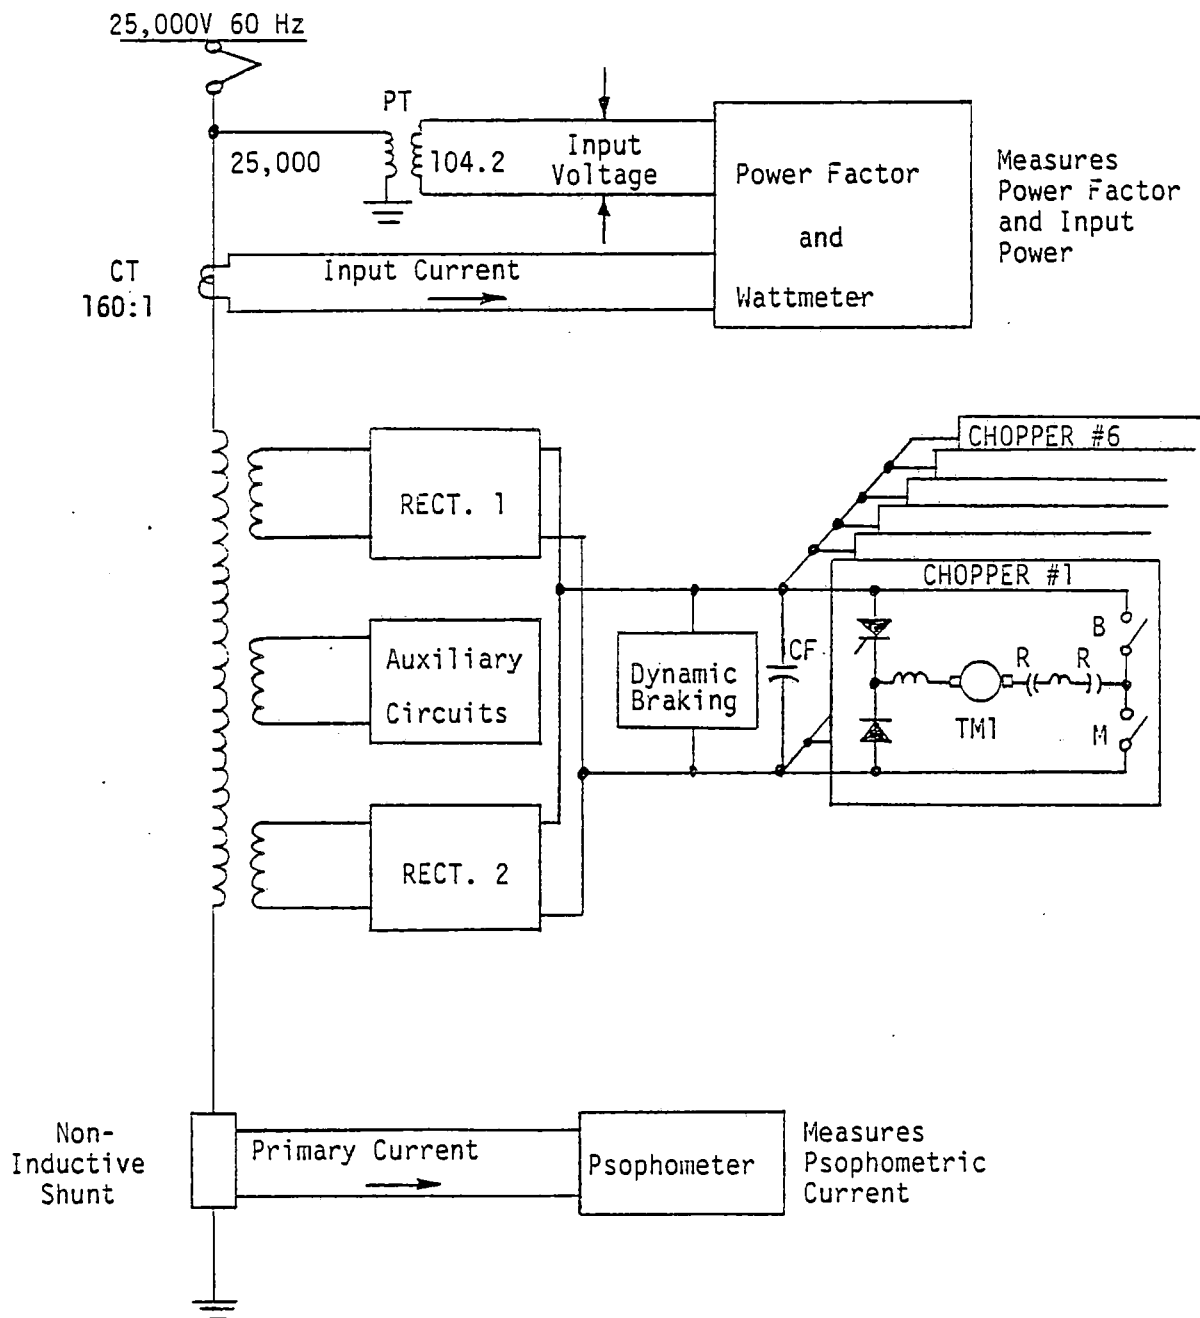 25,000V 60 Hz
PT
25,000
104.2
Input
Voltage
Power Factor
and
Wattmeter
Measures
Power Factor
and Input
Power
CT
160:1
Input Current
RECT. 1
Auxiliary
Circuits
RECT. 2
Dynamic
Braking
CF
CHOPPER #6
CHOPPER #1
B
R
R
TM1
M
Non-
Inductive
Shunt
Primary Current
Psophometer
Measures
Psophometric
Current